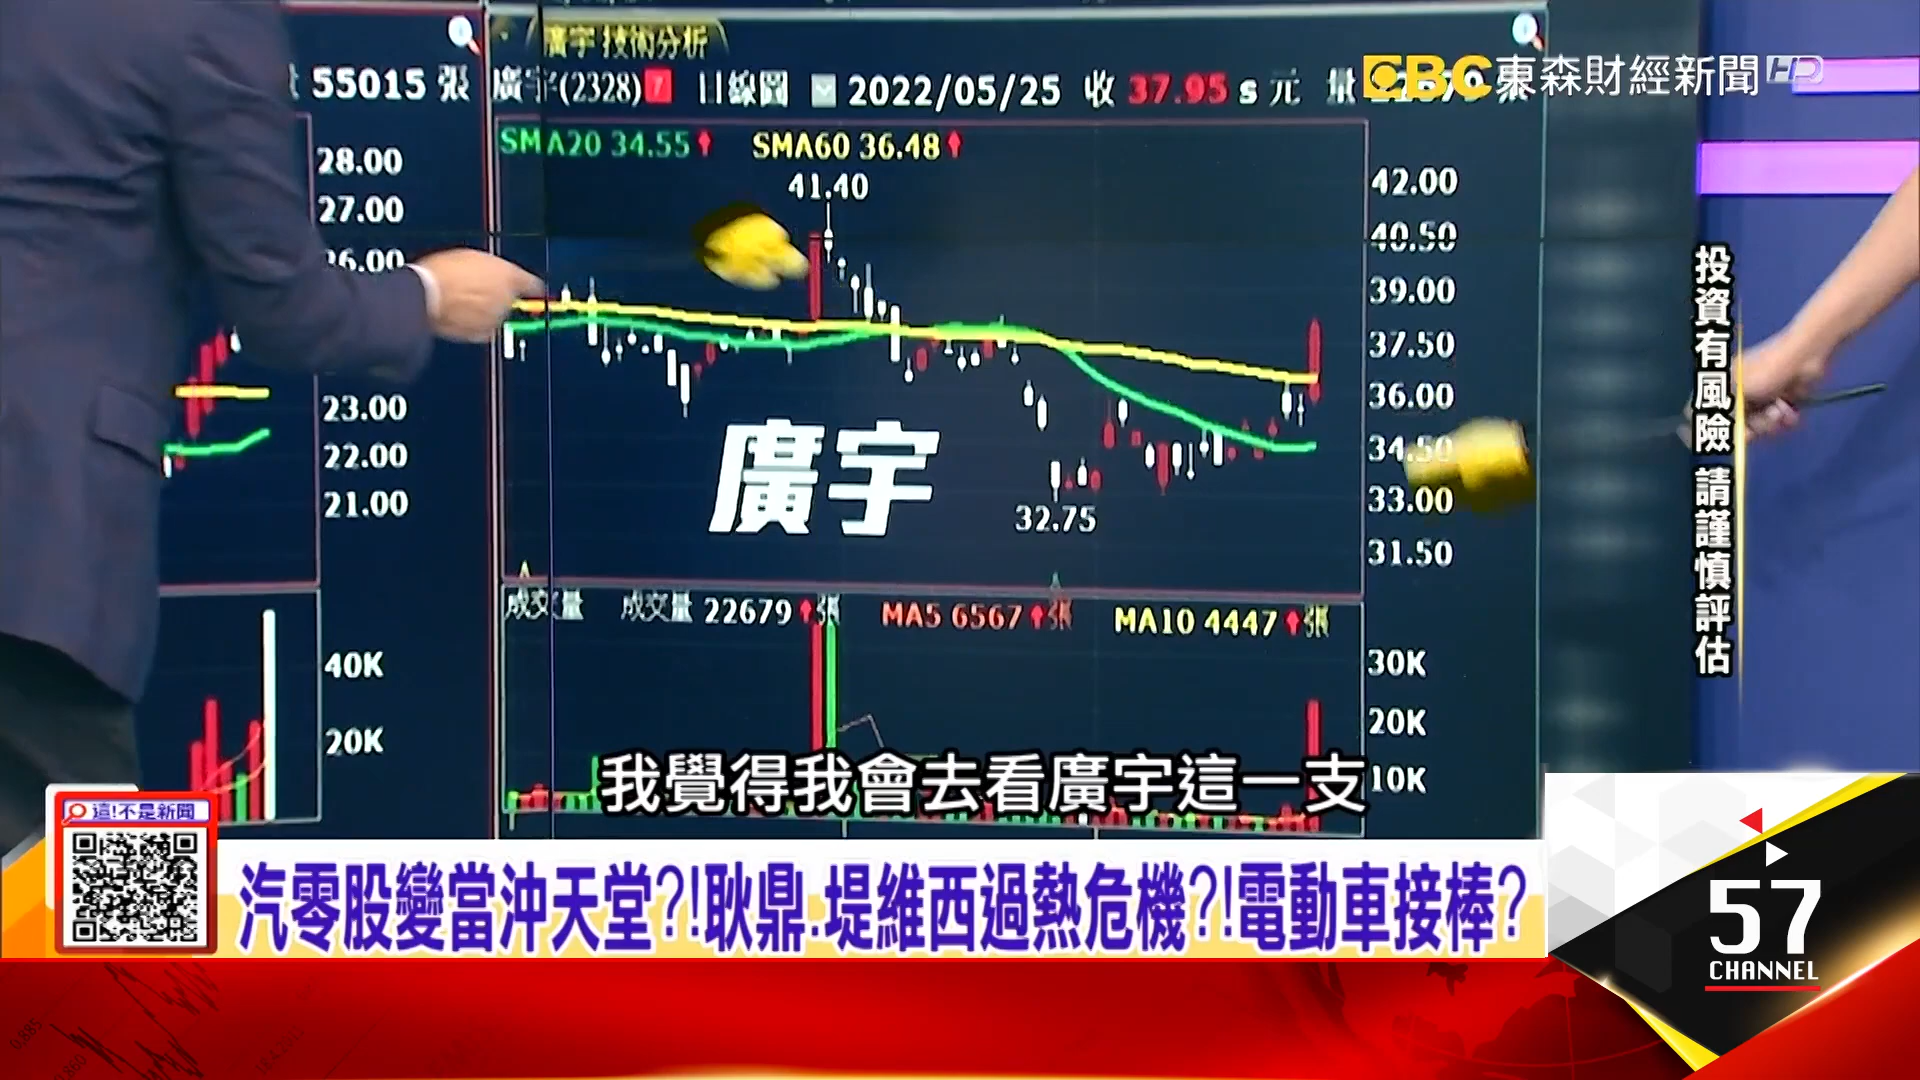 廣宇 技術分析
55015 張
廣宇(2328) 日線圖 2022/05/25 收 37.95 s 元 量
EBC 東森財經新聞 HD
SMA20 34.55 SMA60 36.48
41.40
28.00
27.00
26.00
23.00
22.00
21.00
42.00
40.50
39.00
37.50
36.00
34.50
33.00
31.50
廣宇
32.75
成交量 成交量 22679 張 MA5 6567 張 MA10 4447 張
40K
20K
30K
20K
10K
投資有風險 請謹慎評估
我覺得我會去看廣宇這一支
這!不是新聞
汽零股變當沖天堂?!耿鼎.堤維西過熱危機?!電動車接棒?
57
CHANNEL